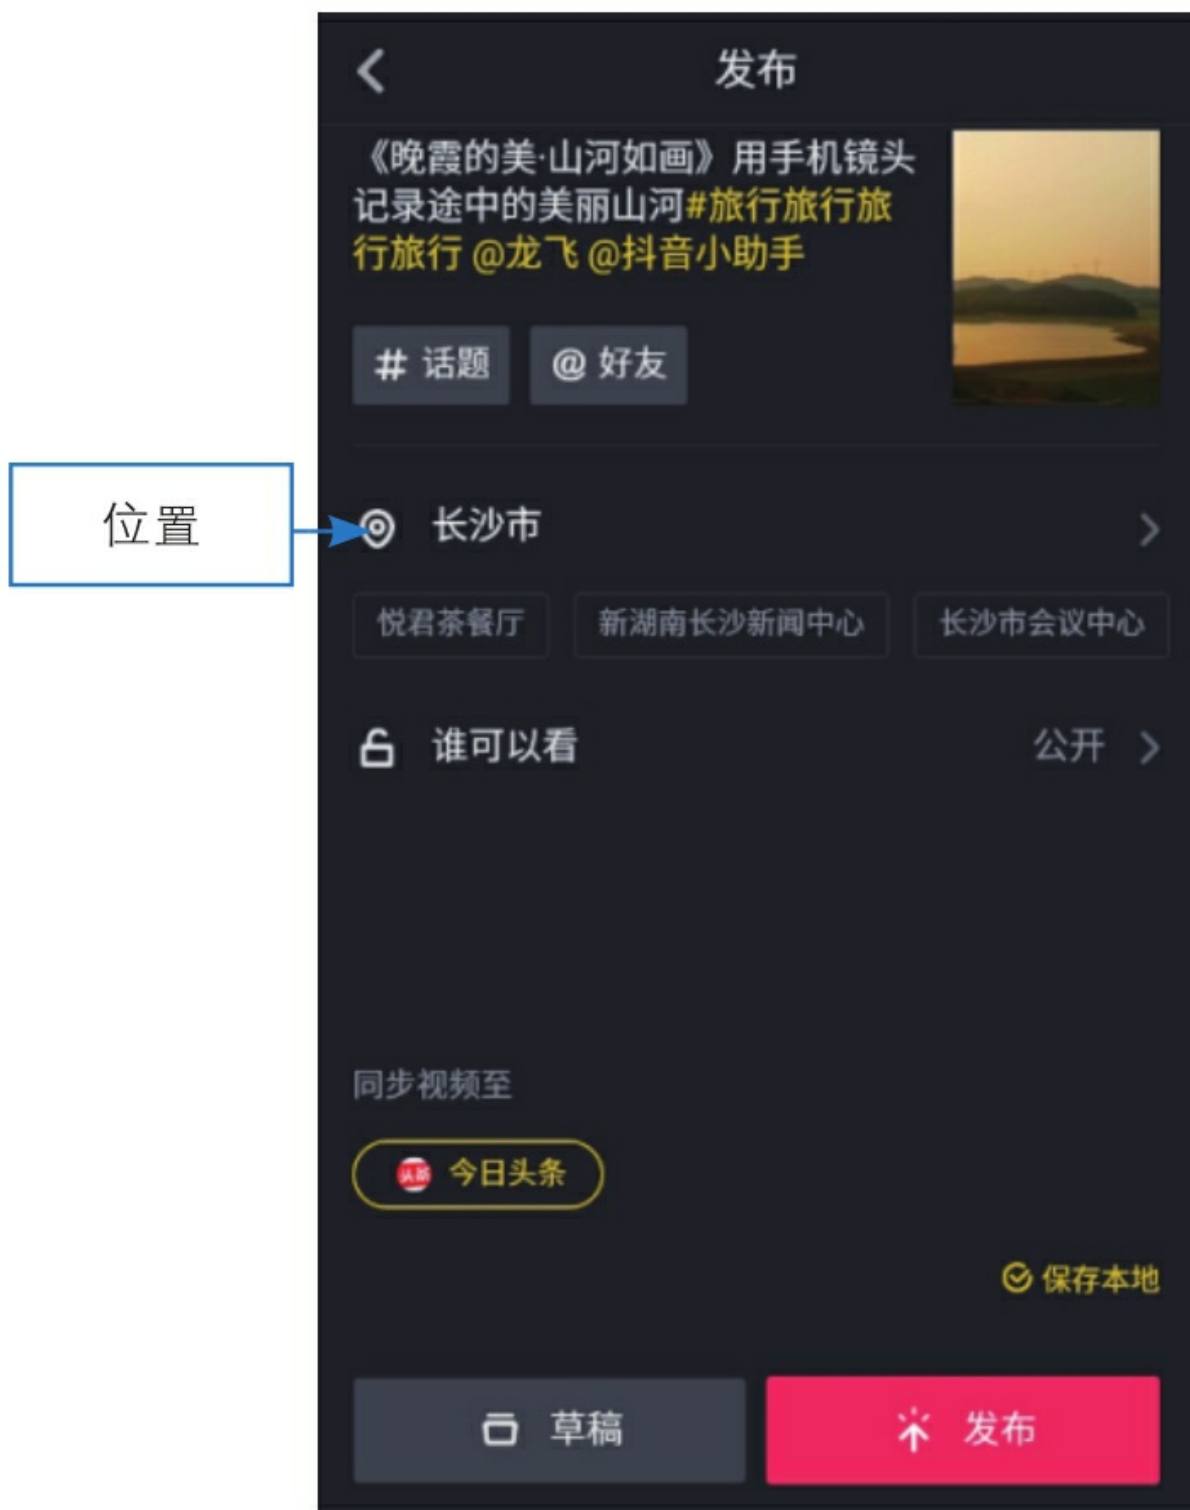 发布
《晚霞的美·山河如画》用手机镜头
记录途中的美丽山河#旅行旅行旅
行旅行 @龙飞 @抖音小助手
# 话题
@ 好友
位置
长沙市
悦君茶餐厅
新湖南长沙新闻中心
长沙市会议中心
谁可以看
公开
同步视频至
头条 今日头条
保存本地
草稿
发布